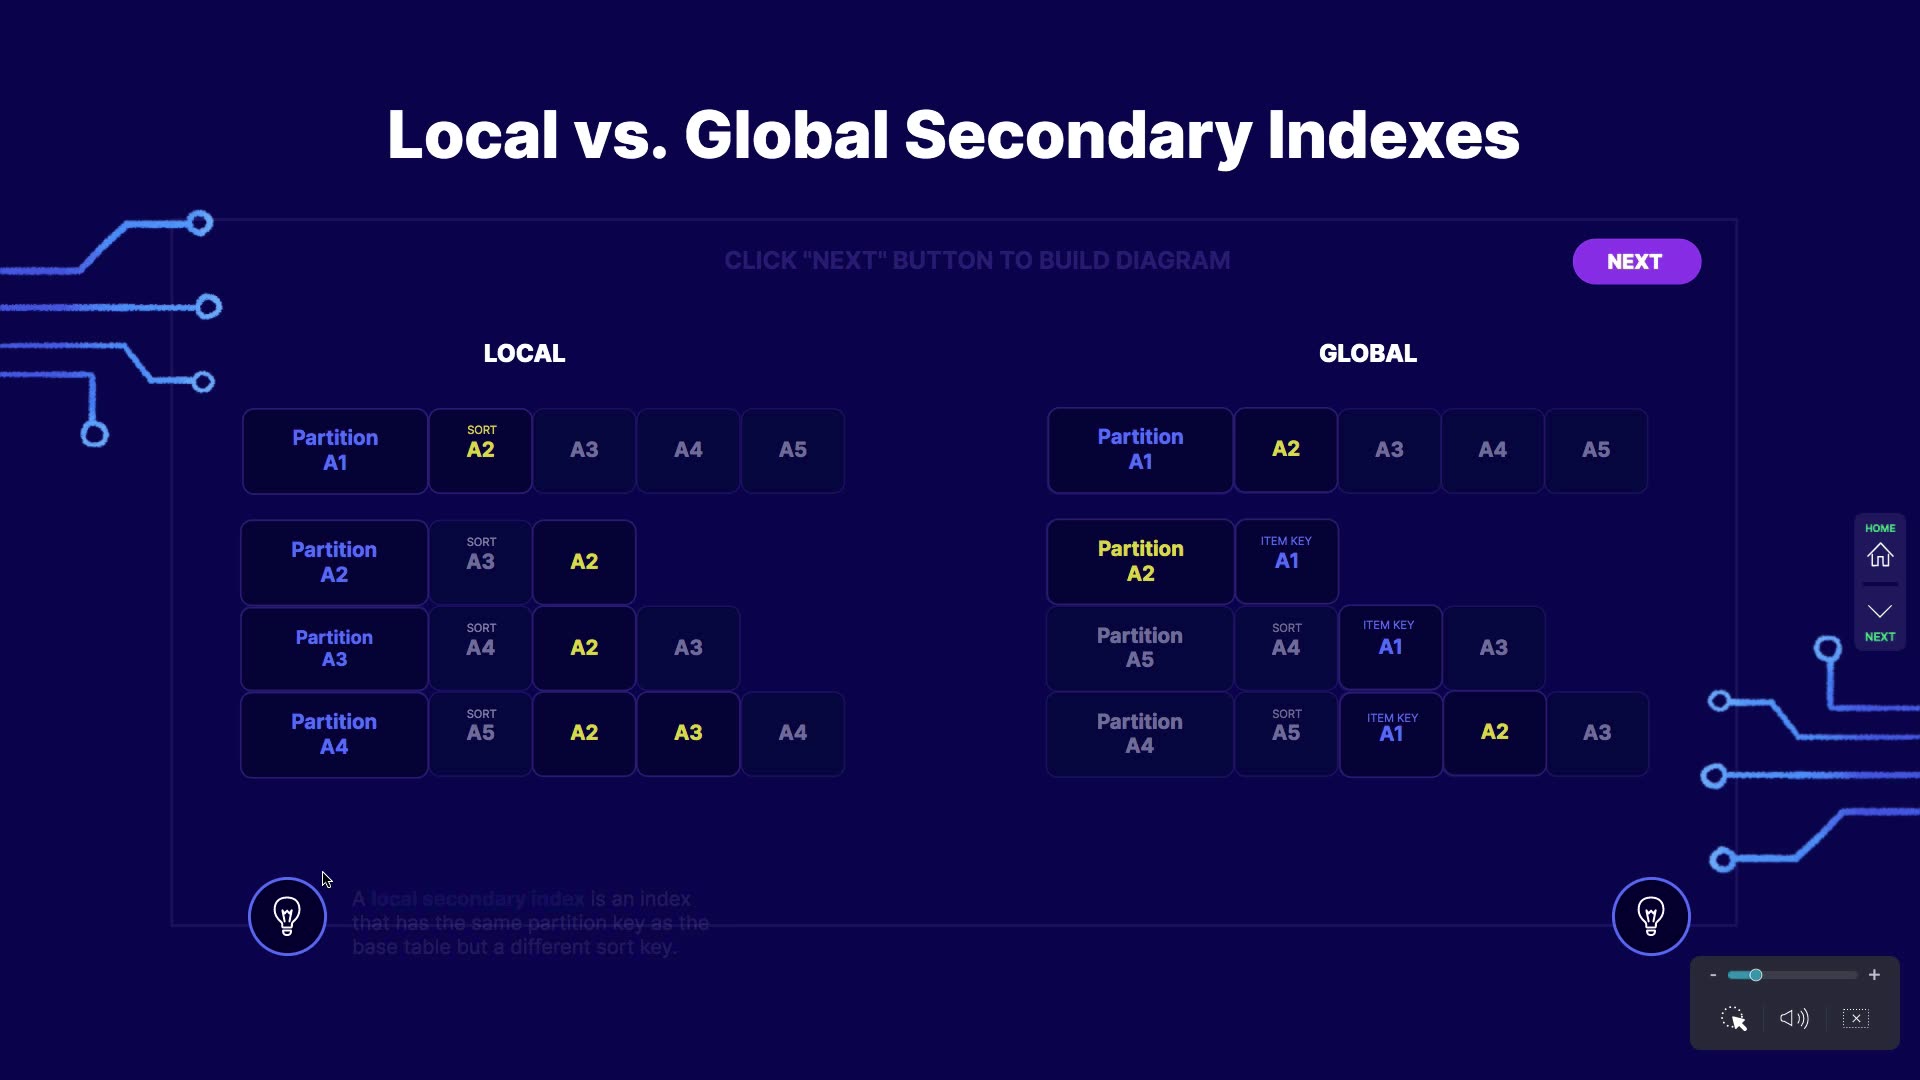 Local vs. Global Secondary Indexes
CLICK "NEXT" BUTTON TO BUILD DIAGRAM
NEXT
LOCAL
Partition
A1
SORT
A2
A3
A4
A5
Partition
A2
SORT
A3
A2
Partition
A3
SORT
A4
A2
A3
Partition
A4
SORT
A5
A2
A3
A4
GLOBAL
Partition
A1
A2
A3
A4
A5
Partition
A2
ITEM KEY
A1
Partition
A5
SORT
A4
ITEM KEY
A1
A3
Partition
A4
SORT
A5
ITEM KEY
A1
A2
A3
HOME
NEXT
A local secondary index is an index
that has the same partition key as the
base table but a different sort key.
- +